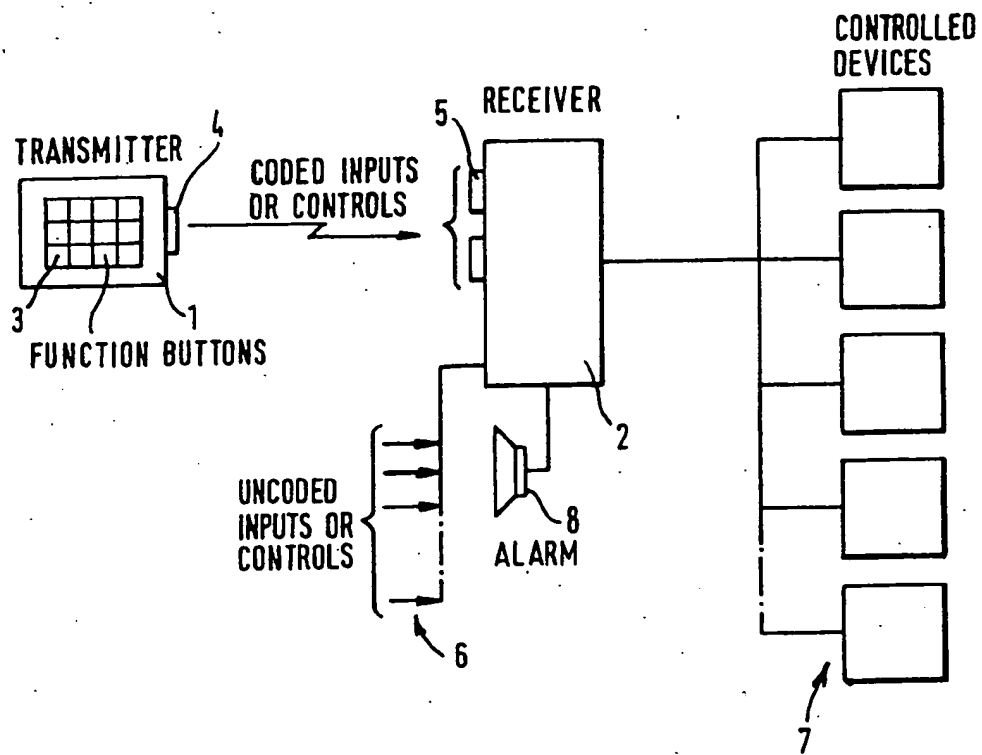 CONTROLLED
DEVICES
RECEIVER
5
4
TRANSMITTER
CODED INPUTS
OR CONTROLS
3
1
FUNCTION BUTTONS
2
UNCODED
INPUTS OR
CONTROLS
8
ALARM
6
7